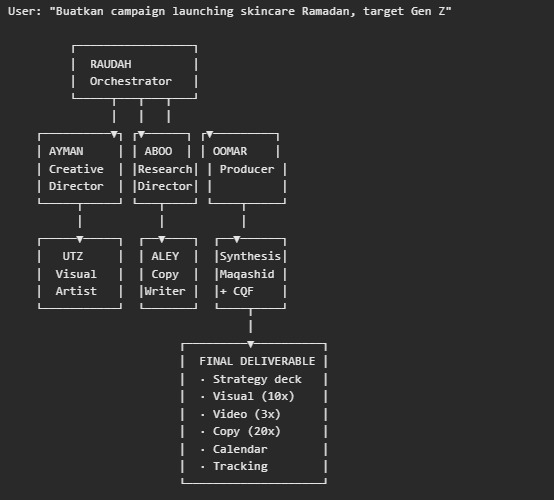 User: "Buatkan campaign launching skincare Ramadan, target Gen Z"
RAUDAH
Orchestrator
AYMAN ABOO OOMAR
Creative Research Producer
Director Director
UTZ ALEY Synthesis
Visual Copy Maqashid
Artist Writer + CQF
FINAL DELIVERABLE
· Strategy deck
· Visual (10x)
· Video (3x)
· Copy (20x)
· Calendar
· Tracking